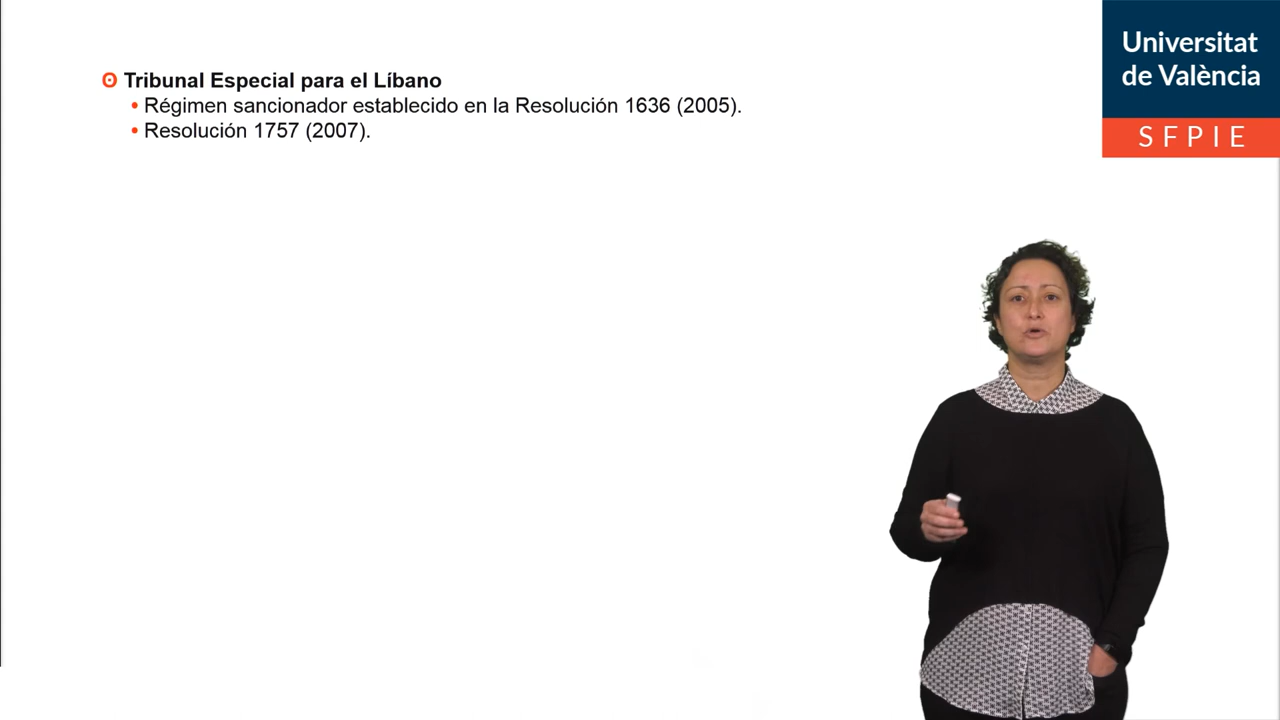 Tribunal Especial para el Líbano
• Régimen sancionador establecido en la Resolución 1636 (2005).
• Resolución 1757 (2007).
Universitat
de València
SFPIE